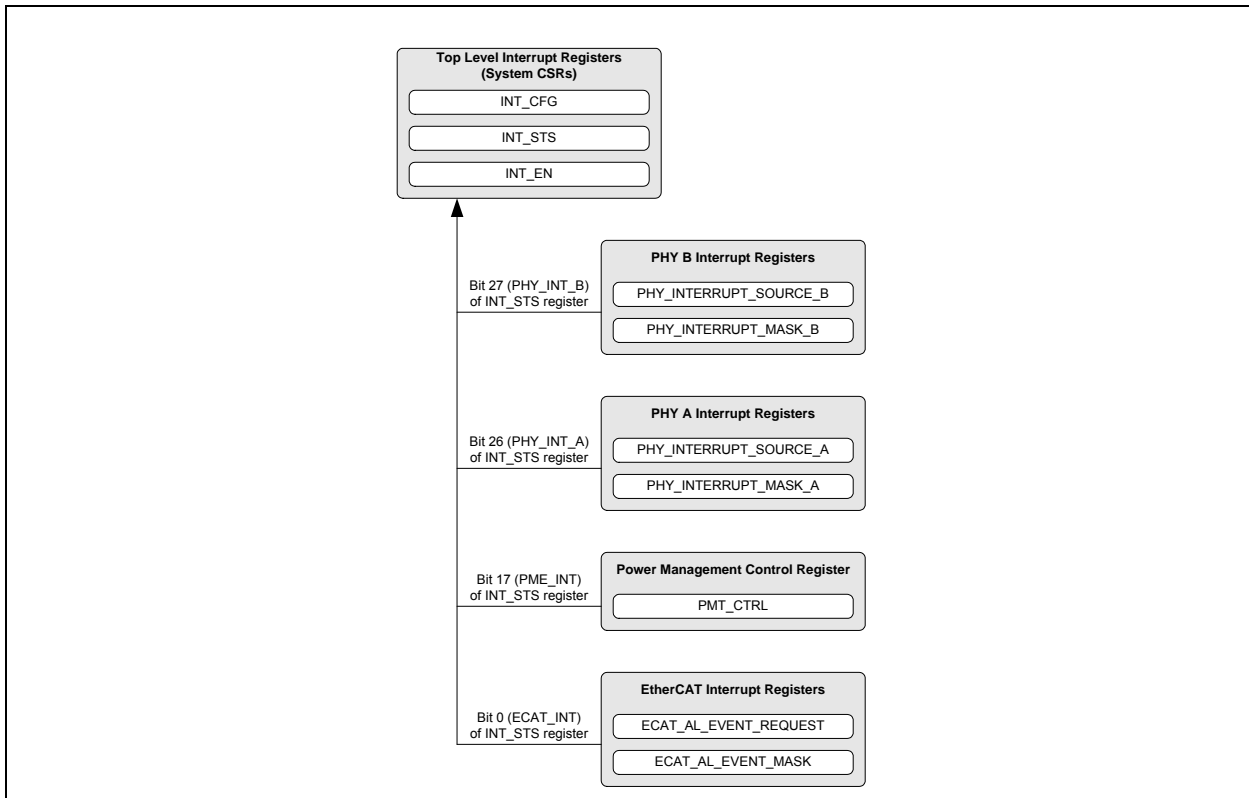 Top Level Interrupt Registers
(System CSRs)
INT_CFG
INT_STS
INT_EN
PHY B Interrupt Registers
Bit 27 (PHY_INT_B)
of INT_STS register
PHY_INTERRUPT_SOURCE_B
PHY_INTERRUPT_MASK_B
PHY A Interrupt Registers
Bit 26 (PHY_INT_A)
of INT_STS register
PHY_INTERRUPT_SOURCE_A
PHY_INTERRUPT_MASK_A
Power Management Control Register
Bit 17 (PME_INT)
of INT_STS register
PMT_CTRL
EtherCAT Interrupt Registers
Bit 0 (ECAT_INT)
of INT_STS register
ECAT_AL_EVENT_REQUEST
ECAT_AL_EVENT_MASK